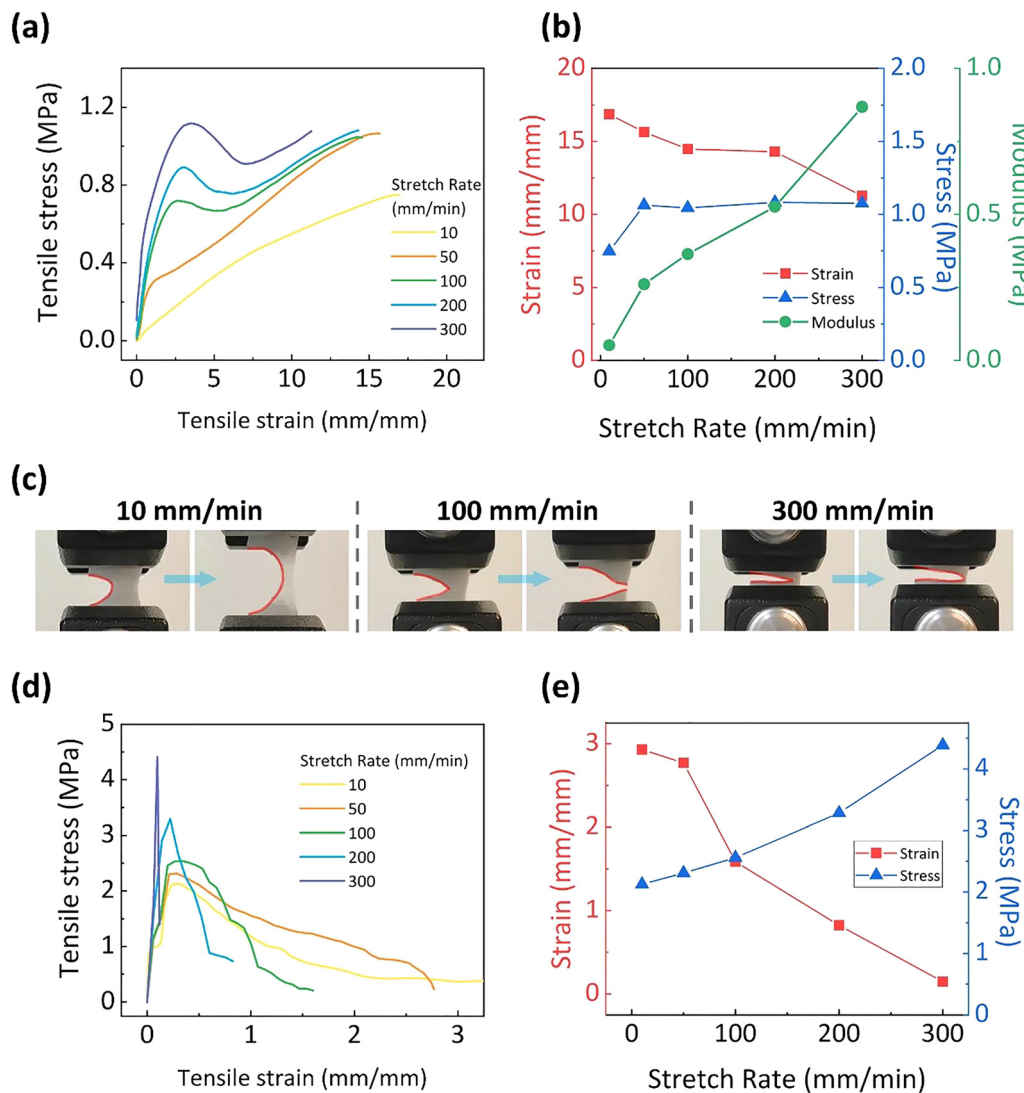 (a)
Tensile stress (MPa)
1.2
0.8
0.4
0.0
Stretch Rate
(mm/min)
10
50
100
200
300
0 5 10 15 20
Tensile strain (mm/mm)
(b)
Strain (mm/mm)
20
15
10
5
0
Strain
Stress
Modulus
2.0
1.5
1.0
0.5
0.0
Stress (MPa)
1.0
0.5
0.0
Modulus (MPa)
0 100 200 300
Stretch Rate (mm/min)
(c)
10 mm/min
100 mm/min
300 mm/min
(d)
Tensile stress (MPa)
5
4
3
2
1
0
Stretch Rate (mm/min)
10
50
100
200
300
0 1 2 3
Tensile strain (mm/mm)
(e)
Strain (mm/mm)
3
2
1
0
Strain
Stress
4
3
2
1
0
Stress (MPa)
0 100 200 300
Stretch Rate (mm/min)